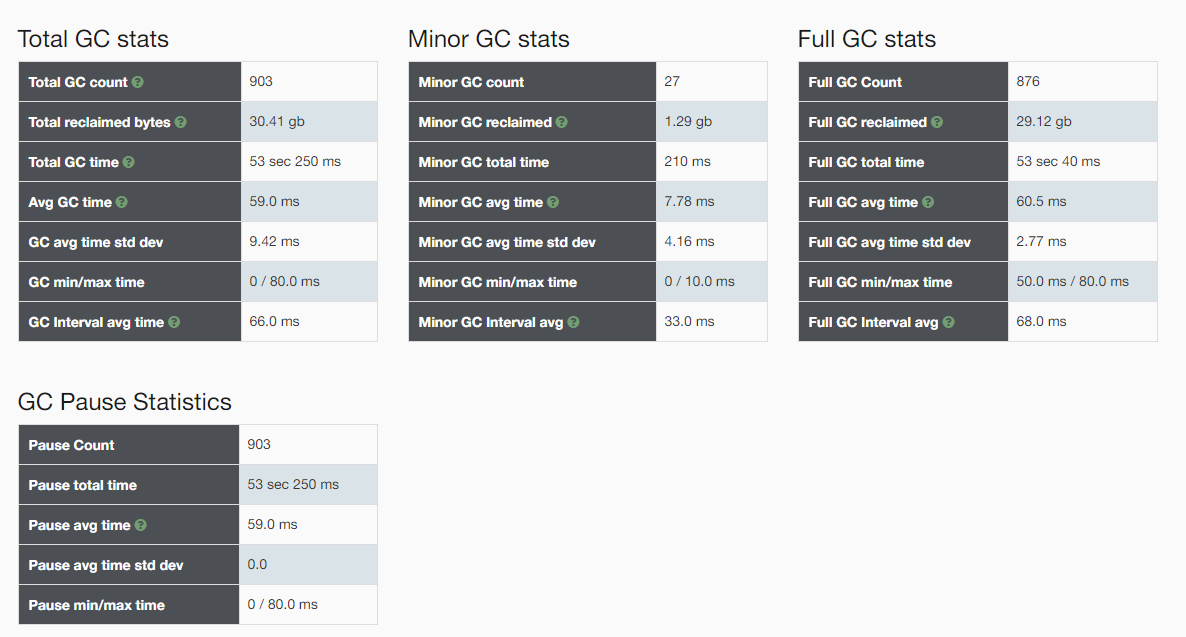 Total GC stats
Total GC count 903
Total reclaimed bytes 30.41 gb
Total GC time 53 sec 250 ms
Avg GC time 59.0 ms
GC avg time std dev 9.42 ms
GC min/max time 0 / 80.0 ms
GC Interval avg time 66.0 ms
Minor GC stats
Minor GC count 27
Minor GC reclaimed 1.29 gb
Minor GC total time 210 ms
Minor GC avg time 7.78 ms
Minor GC avg time std dev 4.16 ms
Minor GC min/max time 0 / 10.0 ms
Minor GC Interval avg 33.0 ms
Full GC stats
Full GC Count 876
Full GC reclaimed 29.12 gb
Full GC total time 53 sec 40 ms
Full GC avg time 60.5 ms
Full GC avg time std dev 2.77 ms
Full GC min/max time 50.0 ms / 80.0 ms
Full GC Interval avg 68.0 ms
GC Pause Statistics
Pause Count 903
Pause total time 53 sec 250 ms
Pause avg time 59.0 ms
Pause avg time std dev 0.0
Pause min/max time 0 / 80.0 ms